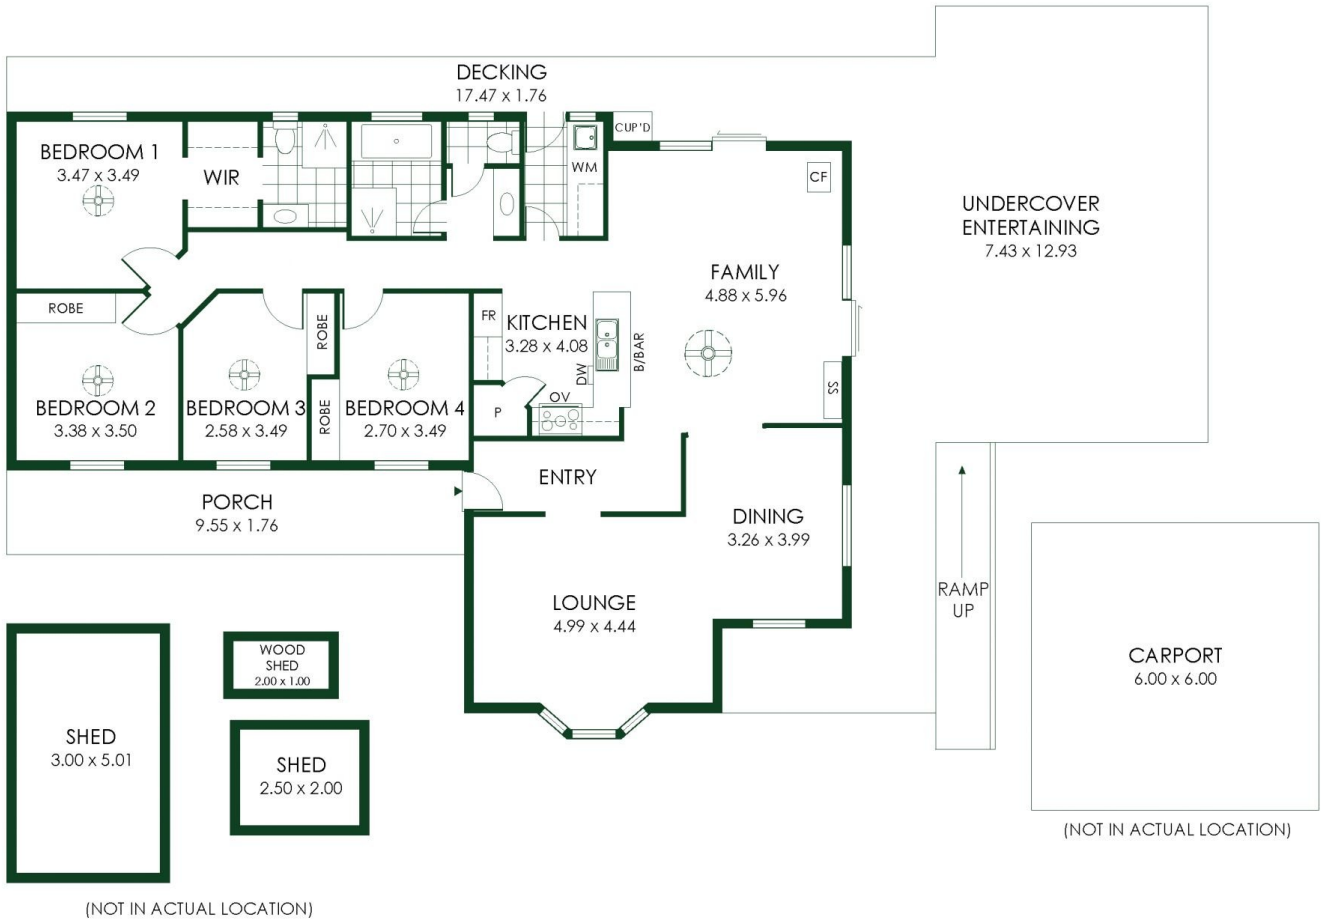 DECKING
17.47 x 1.76
CUP'D
BEDROOM 1
3.47 x 3.49
WIR
WM
CF
UNDERCOVER
ENTERTAINING
7.43 x 12.93
FAMILY
4.88 x 5.96
ROBE
ROBE
FR
KITCHEN
3.28 x 4.08
B/BAR
DW
OV
P
SS
BEDROOM 2
3.38 x 3.50
BEDROOM 3
2.58 x 3.49
ROBE
BEDROOM 4
2.70 x 3.49
ENTRY
PORCH
9.55 x 1.76
DINING
3.26 x 3.99
LOUNGE
4.99 x 4.44
RAMP
UP
WOOD
SHED
2.00 x 1.00
CARPORT
6.00 x 6.00
SHED
3.00 x 5.01
SHED
2.50 x 2.00
(NOT IN ACTUAL LOCATION)
(NOT IN ACTUAL LOCATION)